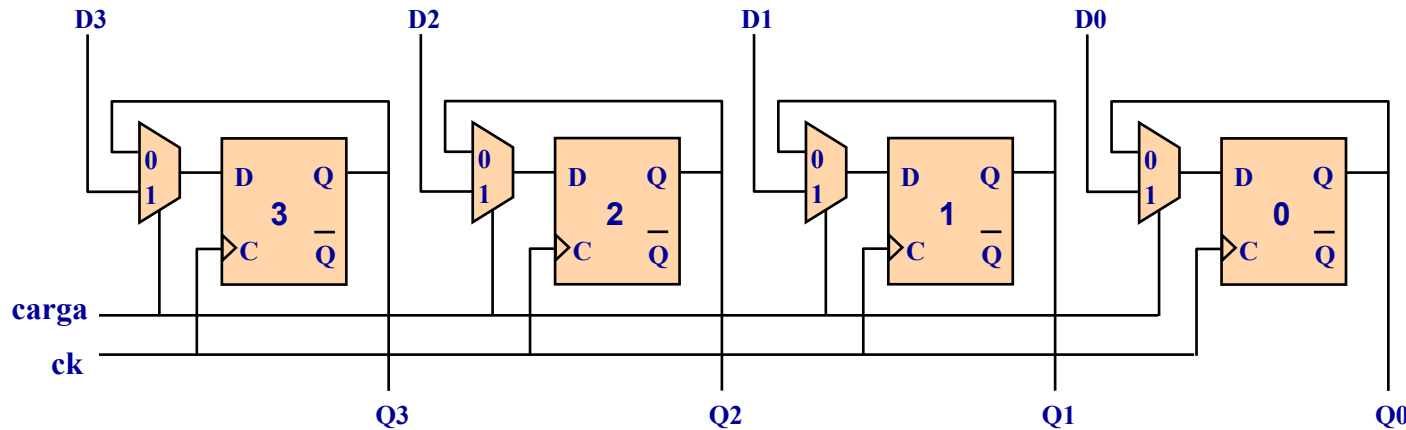 D3 D2 D1 D0
0 0 0 0
D Q D Q D Q D Q
1 1 1 1
3 2 1 0
C Q̅ C Q̅ C Q̅ C Q̅
carga
ck
Q3 Q2 Q1 Q0